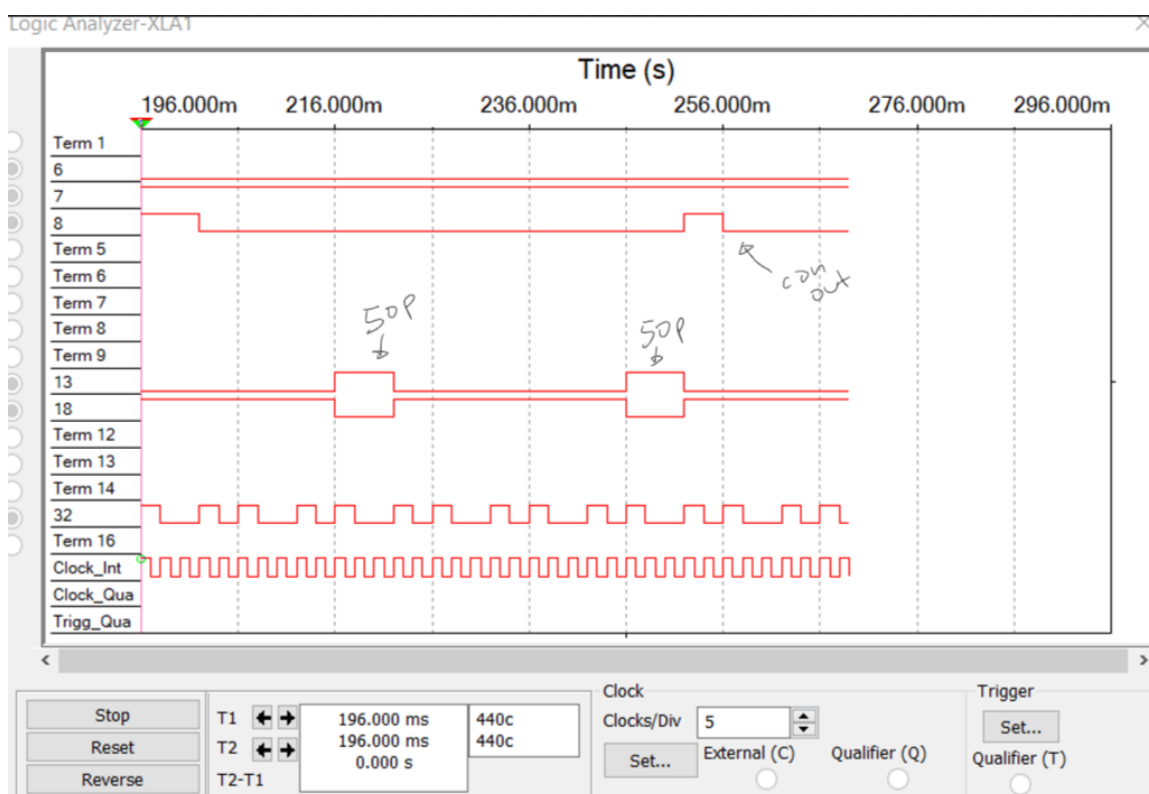 Logic Analyzer-XLA1
Time (s)
196.000m 216.000m 236.000m 256.000m 276.000m 296.000m
Term 1
6
7
8
Term 5
Term 6
con
out
Term 7
50P
50P
Term 8
Term 9
13
18
Term 12
Term 13
Term 14
32
Term 16
Clock_Int
Clock_Qua
Trigg_Qua
Stop
Reset
Reverse
T1 196.000 ms 440c
T2 196.000 ms 440c
0.000 s
T2-T1
Clock
Clocks/Div 5
Set... External (C) Qualifier (Q)
Trigger
Set...
Qualifier (T)